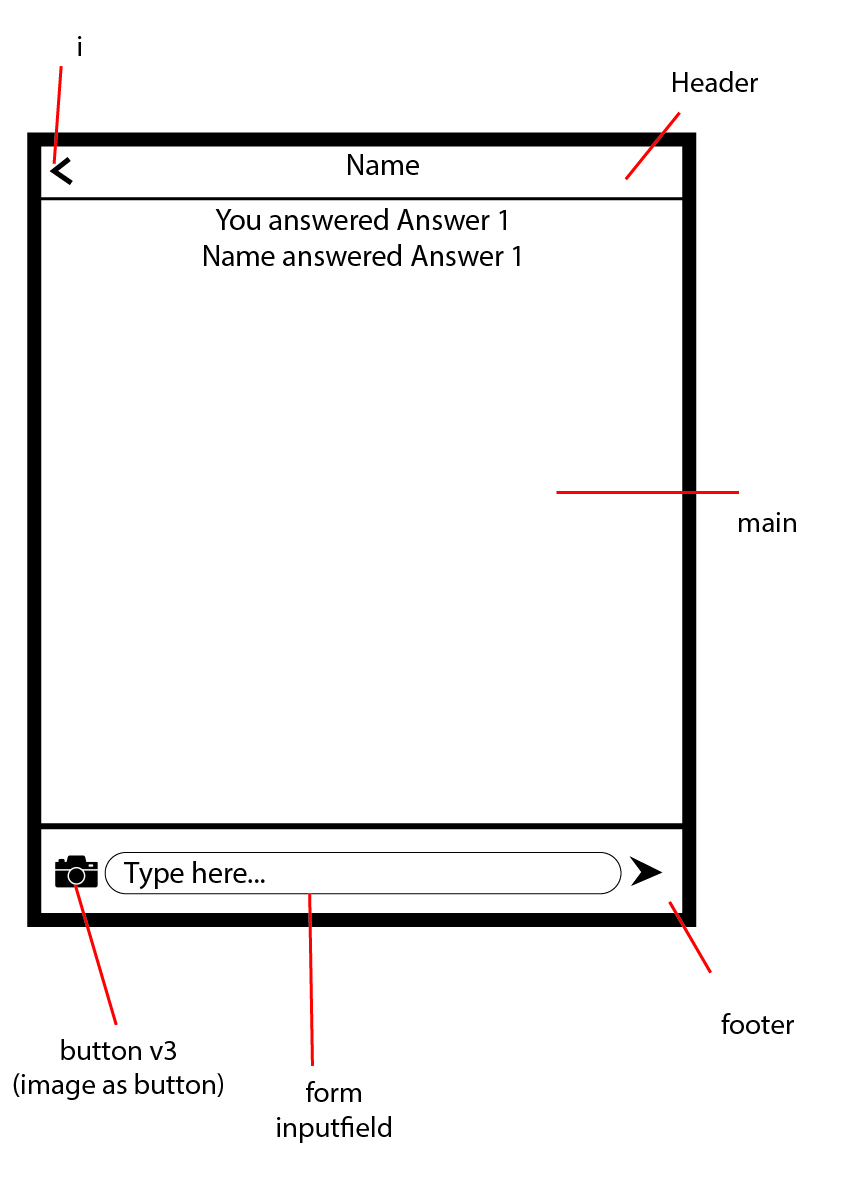 i
Header
Name
You answered Answer 1
Name answered Answer 1
main
Type here...
footer
button v3
(image as button)
form
inputfield